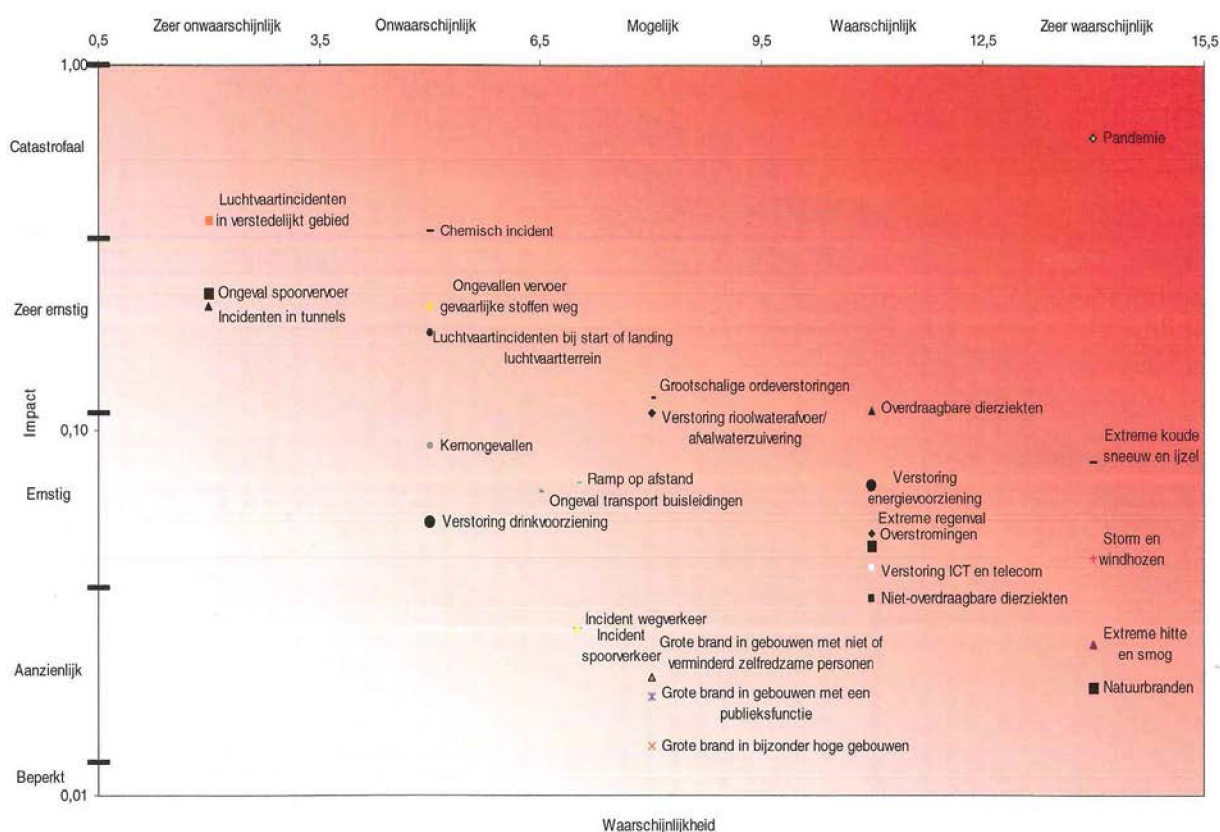 Zeer onwaarschijnlijk Onwaarschijnlijk Mogelijk Waarschijnlijk Zeer waarschijnlijk
0,5 3,5 6,5 9,5 12,5 15,5
1,00
Catastrofaal
Pandemie
Luchtvaartincidenten
in verstedelijkt gebied
Chemisch incident
Ongeval spoorvervoer
Incidenten in tunnels
Ongevallen vervoer
gevaarlijke stoffen weg
Zeer ernstig
Luchtvaartincidenten bij start of landing
luchtvaartterrein
Impact
Grootschalige ordeverstoringen
Verstoring rioolwaterafvoer/
afvalwaterzuivering
Overdraagbare dierziekten
0,10
Kernongevallen
Extreme koude
sneeuw en ijzel
Ernstig
Ramp op afstand
Ongeval transport buisleidingen
Verstoring
energievoorziening
Verstoring drinkvoorziening
Extreme regenval
Overstromingen
Storm en
windhozen
Verstoring ICT en telecom
Niet-overdraagbare dierziekten
Incident wegverkeer
Incident
spoorverkeer
Grote brand in gebouwen met niet of
verminderd zelfredzame personen
Extreme hitte
en smog
Aanzienlijk
Grote brand in gebouwen met een
publieksfunctie
Natuurbranden
Grote brand in bijzonder hoge gebouwen
Beperkt
0,01
Waarschijnlijkheid